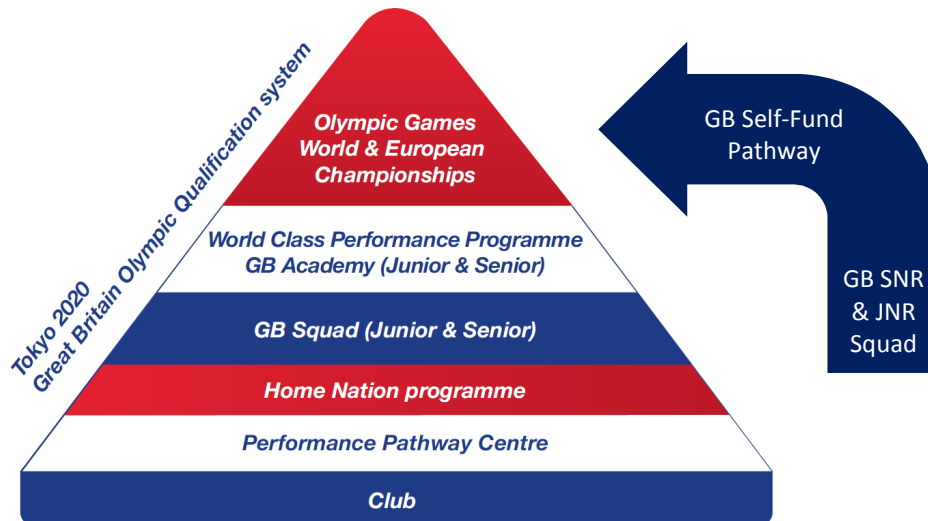 Tokyo 2020
Great Britain Olympic Qualification system
Olympic Games
World & European
Championships
World Class Performance Programme
GB Academy (Junior & Senior)
GB Squad (Junior & Senior)
Home Nation programme
Performance Pathway Centre
Club
GB Self-Fund
Pathway
GB SNR
& JNR
Squad